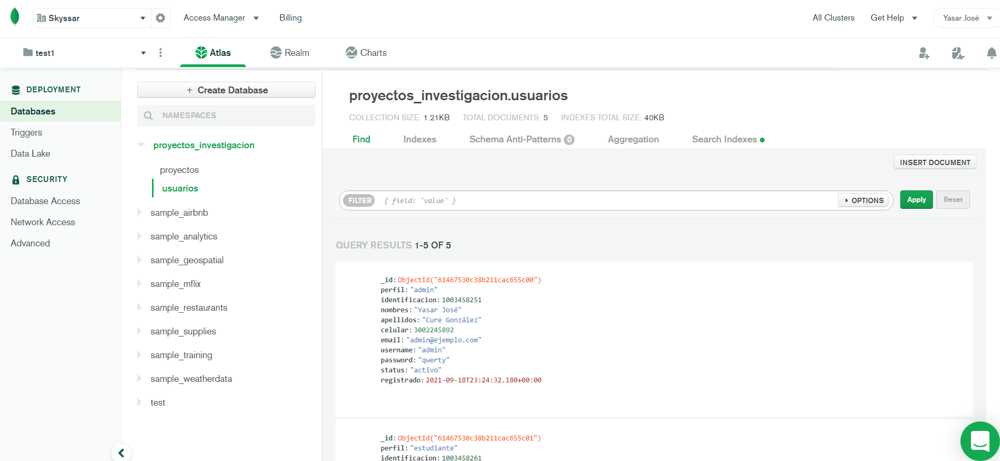 Skyssar
Access Manager
Billing
All Clusters
Get Help
Yasar José
test1
Atlas
Realm
Charts
DEPLOYMENT
Databases
Triggers
Data Lake
SECURITY
Database Access
Network Access
Advanced
+ Create Database
NAMESPACES
proyectos_investigacion
proyectos
usuarios
sample_airbnb
sample_analytics
sample_geospatial
sample_mflix
sample_restaurants
sample_supplies
sample_training
sample_weatherdata
test
proyectos_investigacion.usuarios
COLLECTION SIZE: 1.21KB TOTAL DOCUMENTS: 5 INDEXES TOTAL SIZE: 40KB
Find Indexes Schema Anti-Patterns 0 Aggregation Search Indexes
INSERT DOCUMENT
FILTER { field: 'value' } OPTIONS Apply Reset
QUERY RESULTS 1-5 OF 5
_id: ObjectId("61467530c38b211cac655c00")
perfil: "admin"
identificacion: 1003458251
nombres: "Yasar José"
apellidos: "Cure González"
celular: 3002245892
email: "admin@ejemplo.com"
username: "admin"
password: "qwerty"
status: "activo"
registrado: 2021-09-18T23:24:32.180+00:00
_id: ObjectId("61467530c38b211cac655c01")
perfil: "estudiante"
identificacion: 1003458261